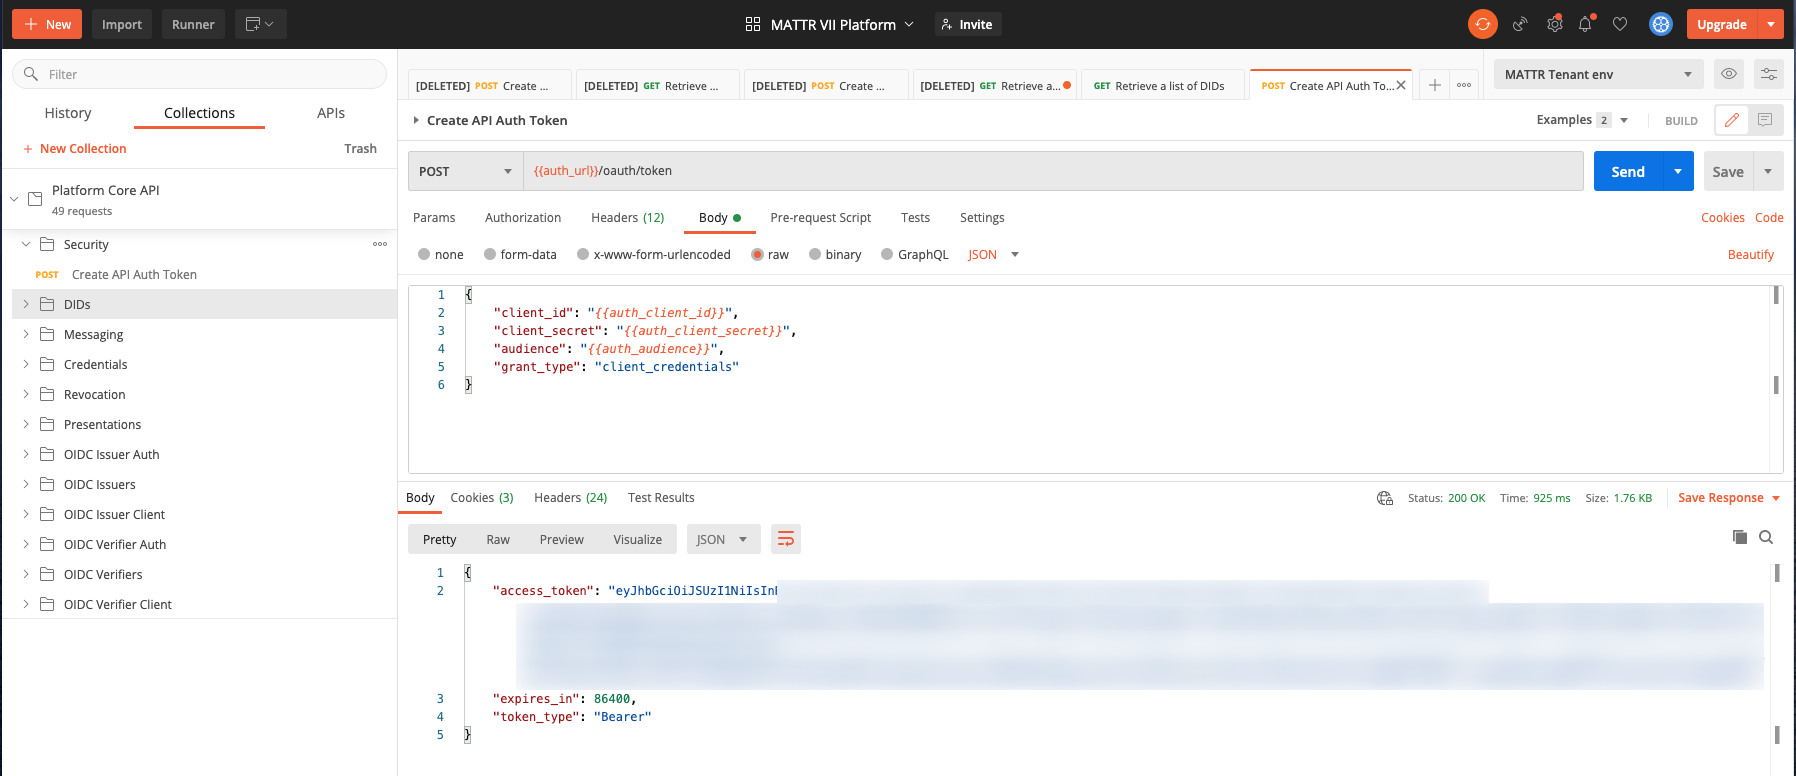 New
Import
Runner
MATTR VII Platform
Invite
Upgrade
Filter
History
Collections
APIs
New Collection
Trash
Platform Core API
49 requests
Security
POST Create API Auth Token
DIDs
Messaging
Credentials
Revocation
Presentations
OIDC Issuer Auth
OIDC Issuers
OIDC Issuer Client
OIDC Verifier Auth
OIDC Verifiers
OIDC Verifier Client
[DELETED] POST Create ...
[DELETED] GET Retrieve ...
[DELETED] POST Create ...
[DELETED] GET Retrieve a...
GET Retrieve a list of DIDs
POST Create API Auth To...
MATTR Tenant env
Create API Auth Token
Examples 2
BUILD
POST
{{auth_url}}/oauth/token
Send
Save
Params
Authorization
Headers (12)
Body
Pre-request Script
Tests
Settings
Cookies
Code
none
form-data
x-www-form-urlencoded
raw
binary
GraphQL
JSON
Beautify
1 {
2 "client_id": "{{auth_client_id}}",
3 "client_secret": "{{auth_client_secret}}",
4 "audience": "{{auth_audience}}",
5 "grant_type": "client_credentials"
6 }
Body
Cookies (3)
Headers (24)
Test Results
Status: 200 OK
Time: 925 ms
Size: 1.76 KB
Save Response
Pretty
Raw
Preview
Visualize
JSON
1 {
2 "access_token": "eyJhbGciOiJSUzI1NiIsInR
3 "expires_in": 86400,
4 "token_type": "Bearer"
5 }